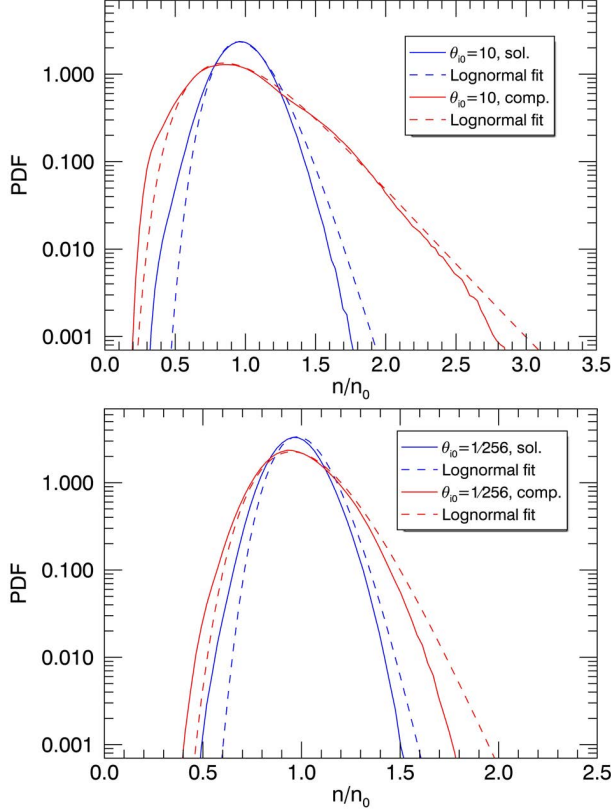 θi0=10, sol.
Lognormal fit
θi0=10, comp.
Lognormal fit
PDF
1.000
0.100
0.010
0.001
0.0 0.5 1.0 1.5 2.0 2.5 3.0 3.5
n/n0
θi0=1/256, sol.
Lognormal fit
θi0=1/256, comp.
Lognormal fit
PDF
1.000
0.100
0.010
0.001
0.0 0.5 1.0 1.5 2.0 2.5
n/n0